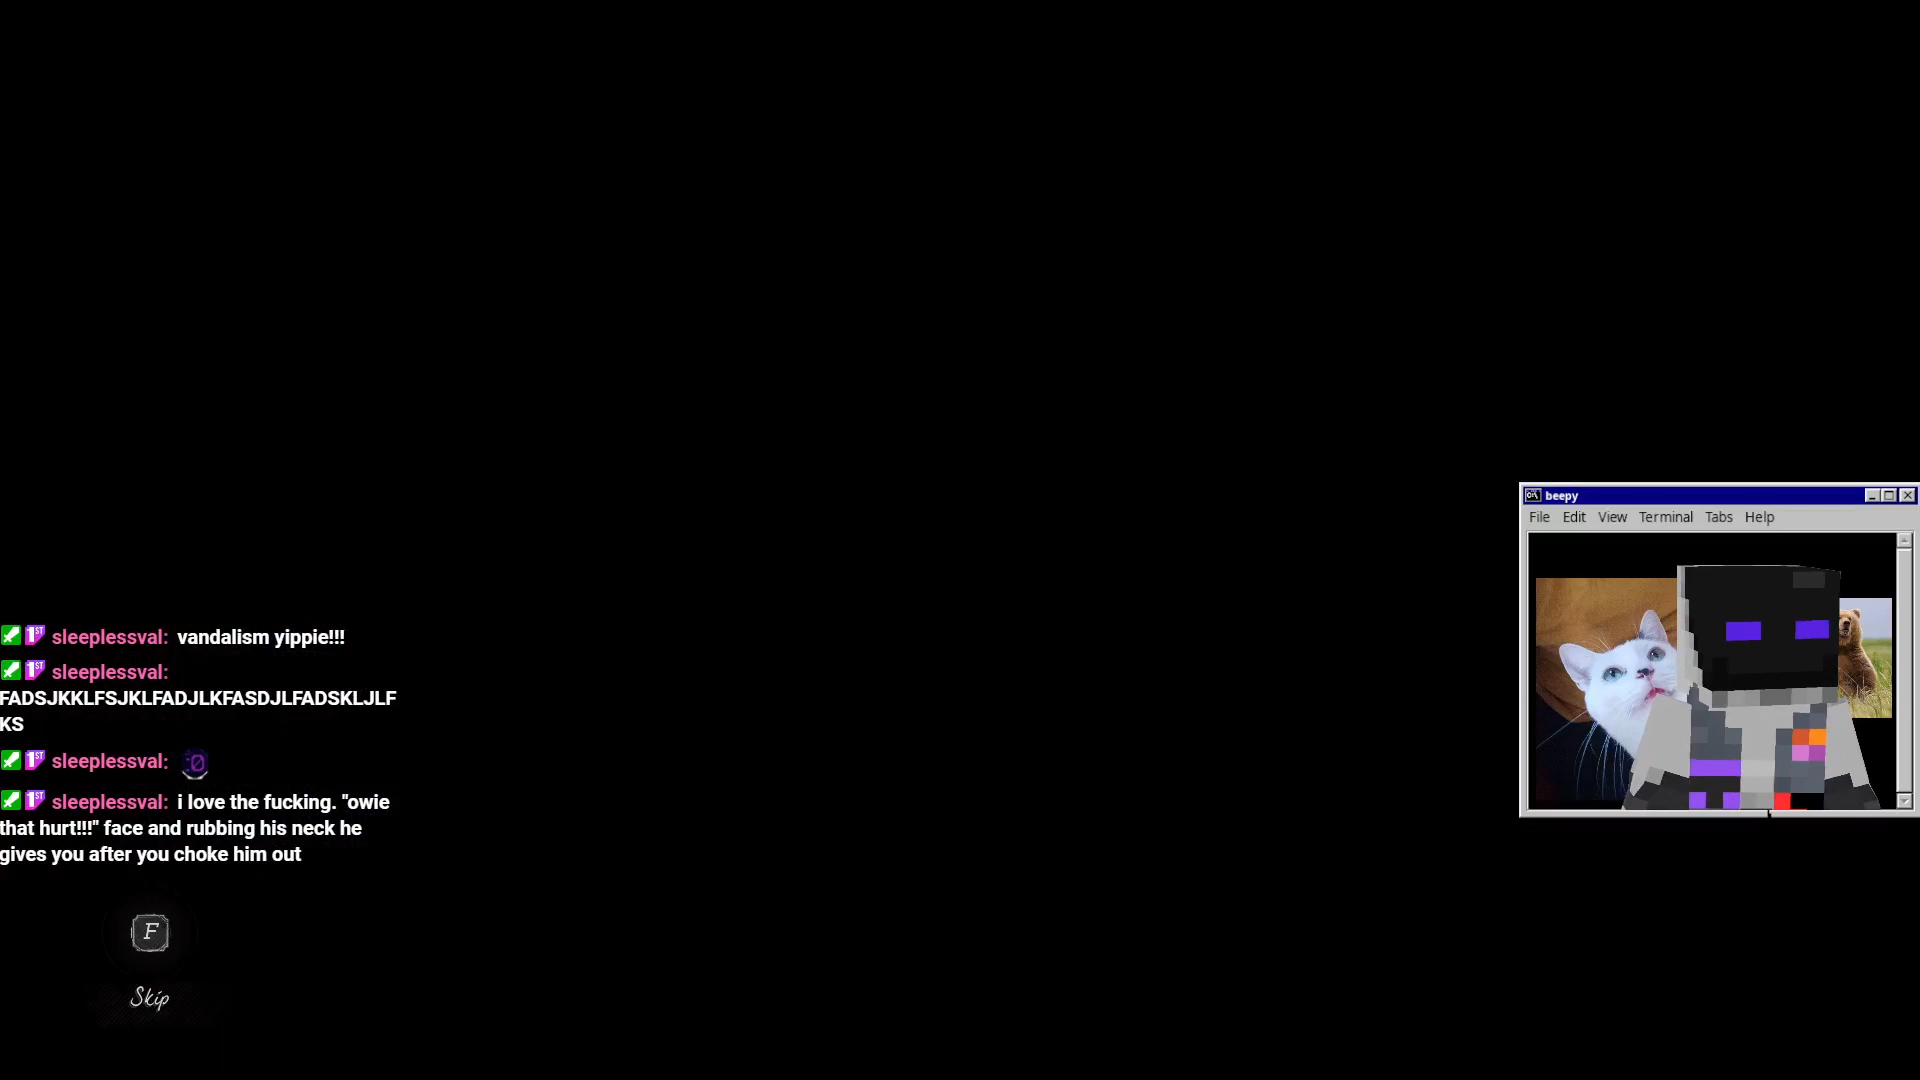 beepy
File Edit View Terminal Tabs Help
sleeplessval: vandalism yippie!!!
sleeplessval:
FADSJKKLFSJKLFADJLKFASDJLFADSKLJLF
KS
sleeplessval:
sleeplessval: i love the fucking. "owie
that hurt!!!" face and rubbing his neck he
gives you after you choke him out
F
Skip